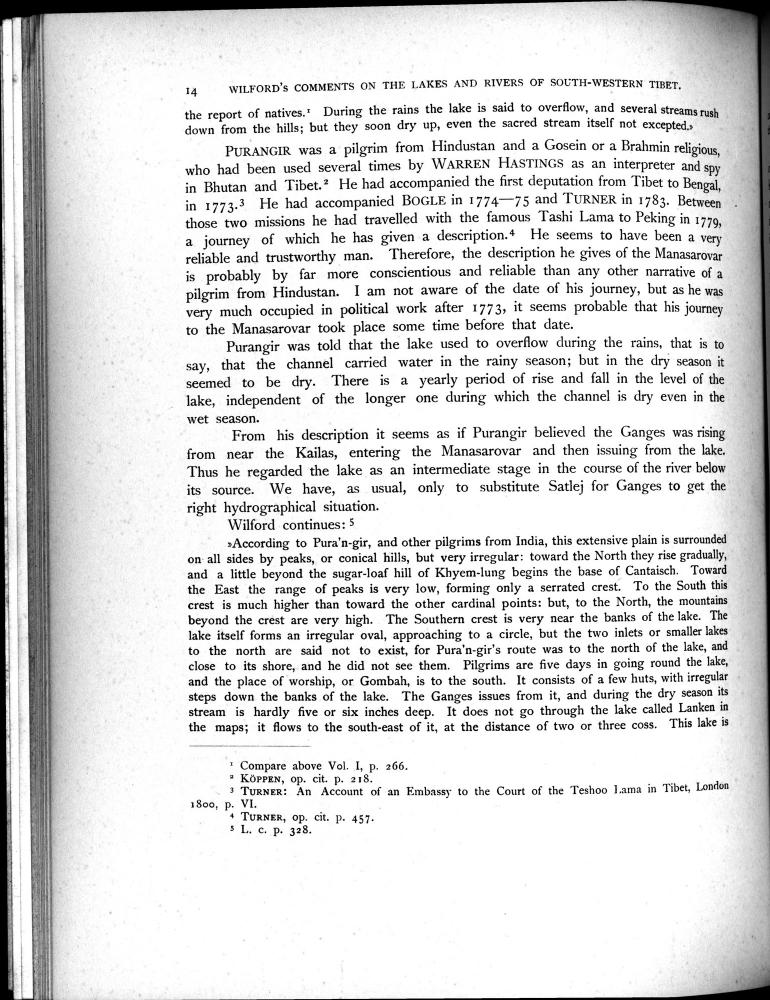 14 WILFORD'S COMMENTS ON THE LAKES AND RIVERS OF SOUTH-WESTERN TIBET.
the report of natives.¹ During the rains the lake is said to overflow, and several streams rush
down from the hills; but they soon dry up, even the sacred stream itself not excepted.»
PURANGIR was a pilgrim from Hindustan and a Gosein or a Brahmin religious,
who had been used several times by WARREN HASTINGS as an interpreter and spy
in Bhutan and Tibet.² He had accompanied the first deputation from Tibet to Bengal,
in 1773.³ He had accompanied BOGLE in 1774—75 and TURNER in 1783. Between
those two missions he had travelled with the famous Tashi Lama to Peking in 1779,
a journey of which he has given a description.⁴ He seems to have been a very
reliable and trustworthy man. Therefore, the description he gives of the Manasarovar
is probably by far more conscientious and reliable than any other narrative of a
pilgrim from Hindustan. I am not aware of the date of his journey, but as he was
very much occupied in political work after 1773, it seems probable that his journey
to the Manasarovar took place some time before that date.
Purangir was told that the lake used to overflow during the rains, that is to
say, that the channel carried water in the rainy season; but in the dry season it
seemed to be dry. There is a yearly period of rise and fall in the level of the
lake, independent of the longer one during which the channel is dry even in the
wet season.
From his description it seems as if Purangir believed the Ganges was rising
from near the Kailas, entering the Manasarovar and then issuing from the lake.
Thus he regarded the lake as an intermediate stage in the course of the river below
its source. We have, as usual, only to substitute Satlej for Ganges to get the
right hydrographical situation.
Wilford continues: ⁵
»According to Pura'n-gir, and other pilgrims from India, this extensive plain is surrounded
on all sides by peaks, or conical hills, but very irregular: toward the North they rise gradually,
and a little beyond the sugar-loaf hill of Khyem-lung begins the base of Cantaisch. Toward
the East the range of peaks is very low, forming only a serrated crest. To the South this
crest is much higher than toward the other cardinal points: but, to the North, the mountains
beyond the crest are very high. The Southern crest is very near the banks of the lake. The
lake itself forms an irregular oval, approaching to a circle, but the two inlets or smaller lakes
to the north are said not to exist, for Pura'n-gir's route was to the north of the lake, and
close to its shore, and he did not see them. Pilgrims are five days in going round the lake,
and the place of worship, or Gombah, is to the south. It consists of a few huts, with irregular
steps down the banks of the lake. The Ganges issues from it, and during the dry season its
stream is hardly five or six inches deep. It does not go through the lake called Lanken in
the maps; it flows to the south-east of it, at the distance of two or three coss. This lake is
¹ Compare above Vol. I, p. 266.
² KÖPPEN, op. cit. p. 218.
³ TURNER: An Account of an Embassy to the Court of the Teshoo Lama in Tibet, London
1800, p. VI.
⁴ TURNER, op. cit. p. 457.
⁵ L. c. p. 328.